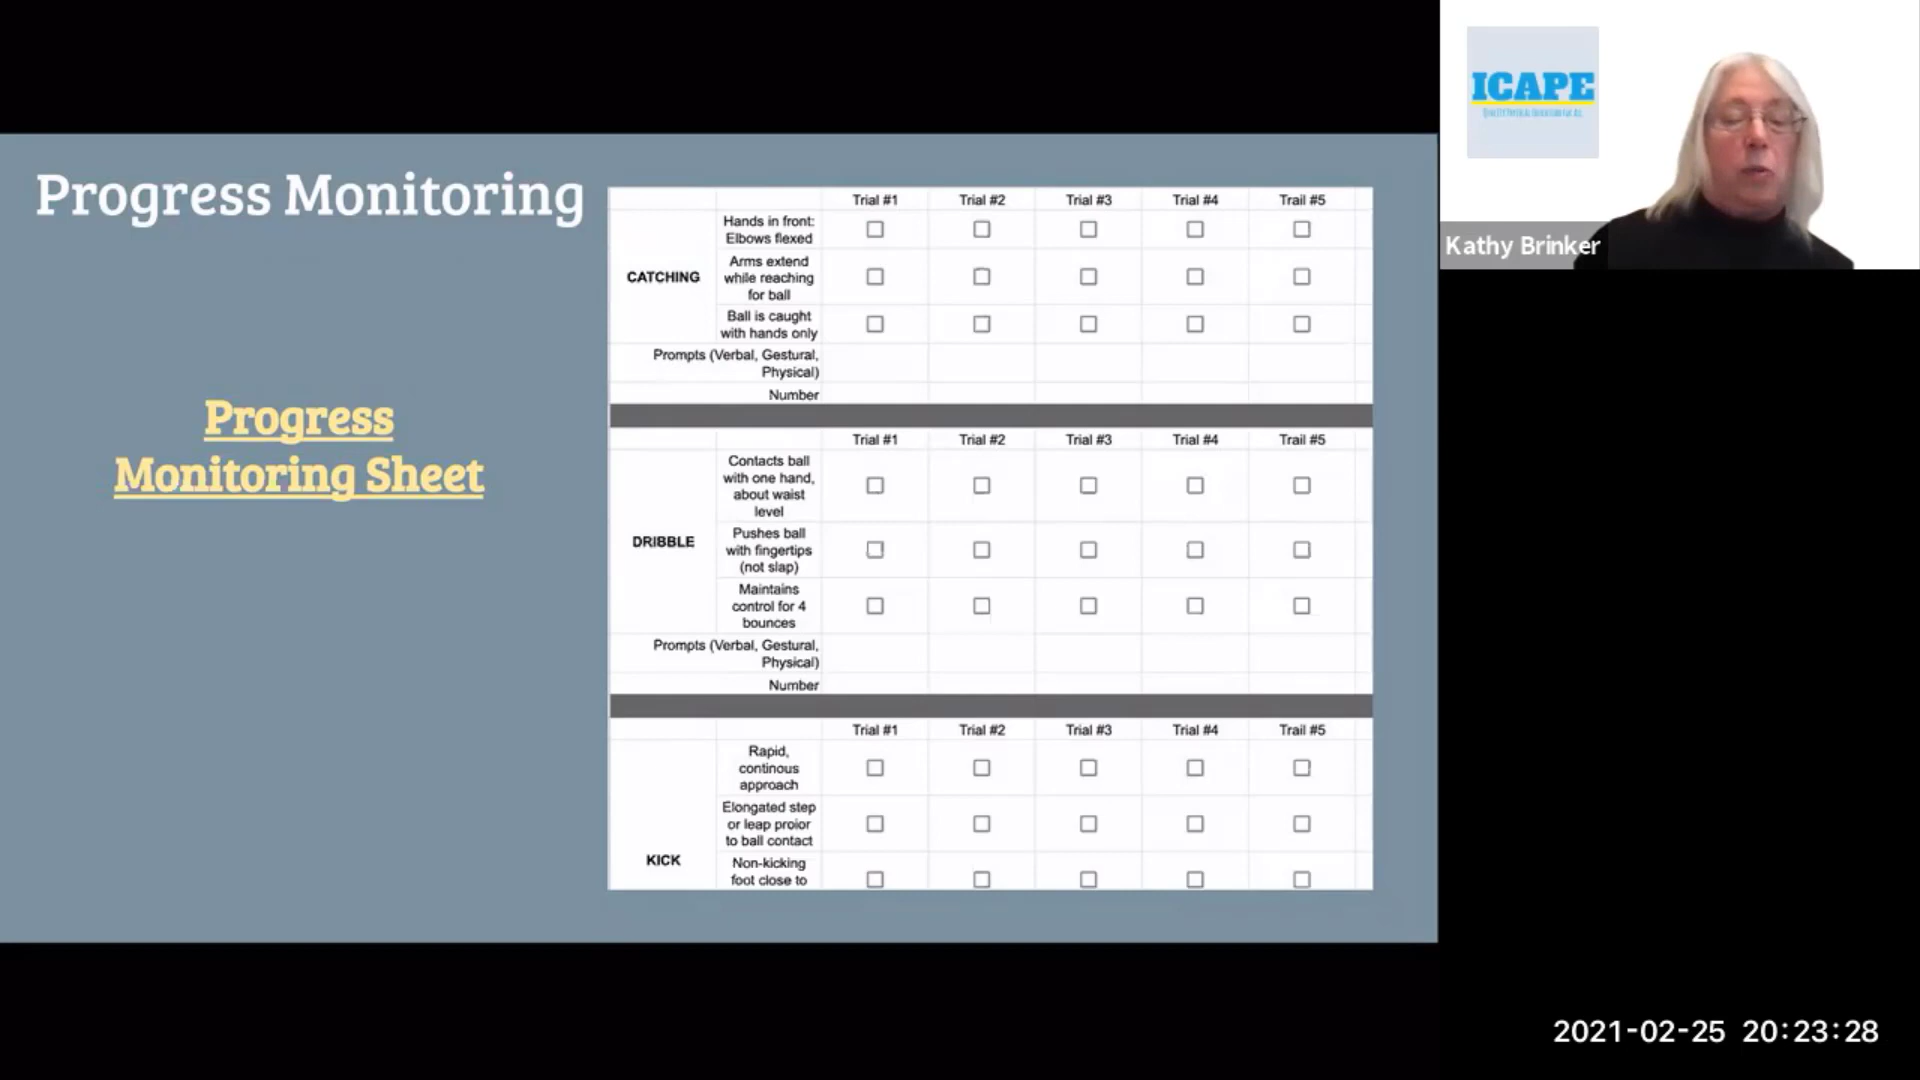 Progress Monitoring
Progress
Monitoring Sheet
Trial #1 Trial #2 Trial #3 Trial #4 Trail #5
CATCHING
Hands in front:
Elbows flexed
Arms extend
while reaching
for ball
Ball is caught
with hands only
Prompts (Verbal, Gestural,
Physical)
Number
Trial #1 Trial #2 Trial #3 Trial #4 Trail #5
DRIBBLE
Contacts ball
with one hand,
about waist
level
Pushes ball
with fingertips
(not slap)
Maintains
control for 4
bounces
Prompts (Verbal, Gestural,
Physical)
Number
Trial #1 Trial #2 Trial #3 Trial #4 Trail #5
KICK
Rapid,
continous
approach
Elongated step
or leap proior
to ball contact
Non-kicking
foot close to
ICAPE
Kathy Brinker
2021-02-25 20:23:28